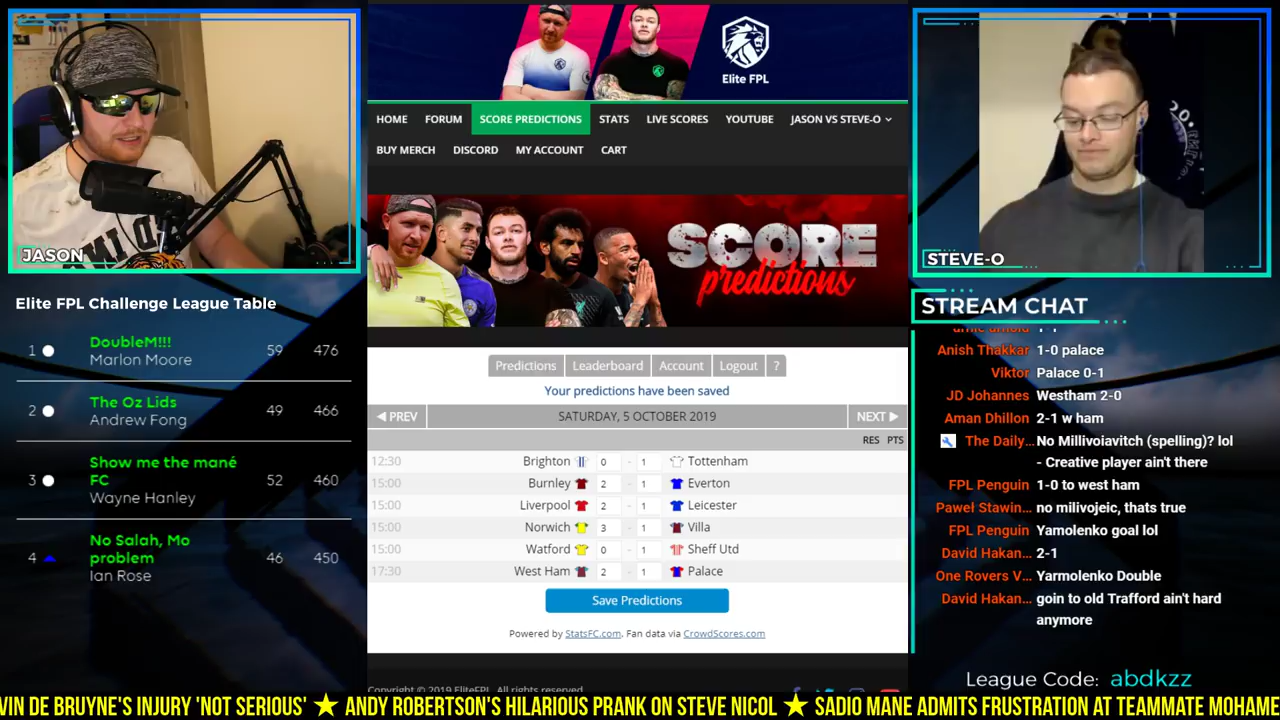 JASON
Elite FPL Challenge League Table
1 DoubleM!!! 59 476
Marlon Moore
2 The Oz Lids 49 466
Andrew Fong
3 Show me the mané 52 460
FC
Wayne Hanley
4 No Salah, Mo 46 450
problem
Ian Rose
Elite FPL
HOME FORUM SCORE PREDICTIONS STATS LIVE SCORES YOUTUBE JASON VS STEVE-O
BUY MERCH DISCORD MY ACCOUNT CART
SCORE
predictions
Predictions Leaderboard Account Logout ?
Your predictions have been saved
◀ PREV SATURDAY, 5 OCTOBER 2019 NEXT ▶
RES PTS
12:30 Brighton 0 - 1 Tottenham
15:00 Burnley 2 - 1 Everton
15:00 Liverpool 2 - 1 Leicester
15:00 Norwich 3 - 1 Villa
15:00 Watford 0 - 1 Sheff Utd
17:30 West Ham 2 - 1 Palace
Save Predictions
Powered by StatsFC.com. Fan data via CrowdScores.com
Copyright © 2019 EliteFPL. All rights reserved.
STEVE-O
STREAM CHAT
arnie arnold 1-1
Anish Thakkar 1-0 palace
Viktor Palace 0-1
JD Johannes Westham 2-0
Aman Dhillon 2-1 w ham
The Daily... No Millivoiavitch (spelling)? lol
- Creative player ain't there
FPL Penguin 1-0 to west ham
Paweł Stawin... no milivojeic, thats true
FPL Penguin Yamolenko goal lol
David Hakan... 2-1
One Rovers V... Yarmolenko Double
David Hakan... goin to old Trafford ain't hard
anymore
League Code: abdkzz
VIN DE BRUYNE'S INJURY 'NOT SERIOUS' ★ ANDY ROBERTSON'S HILARIOUS PRANK ON STEVE NICOL ★ SADIO MANE ADMITS FRUSTRATION AT TEAMMATE MOHAME